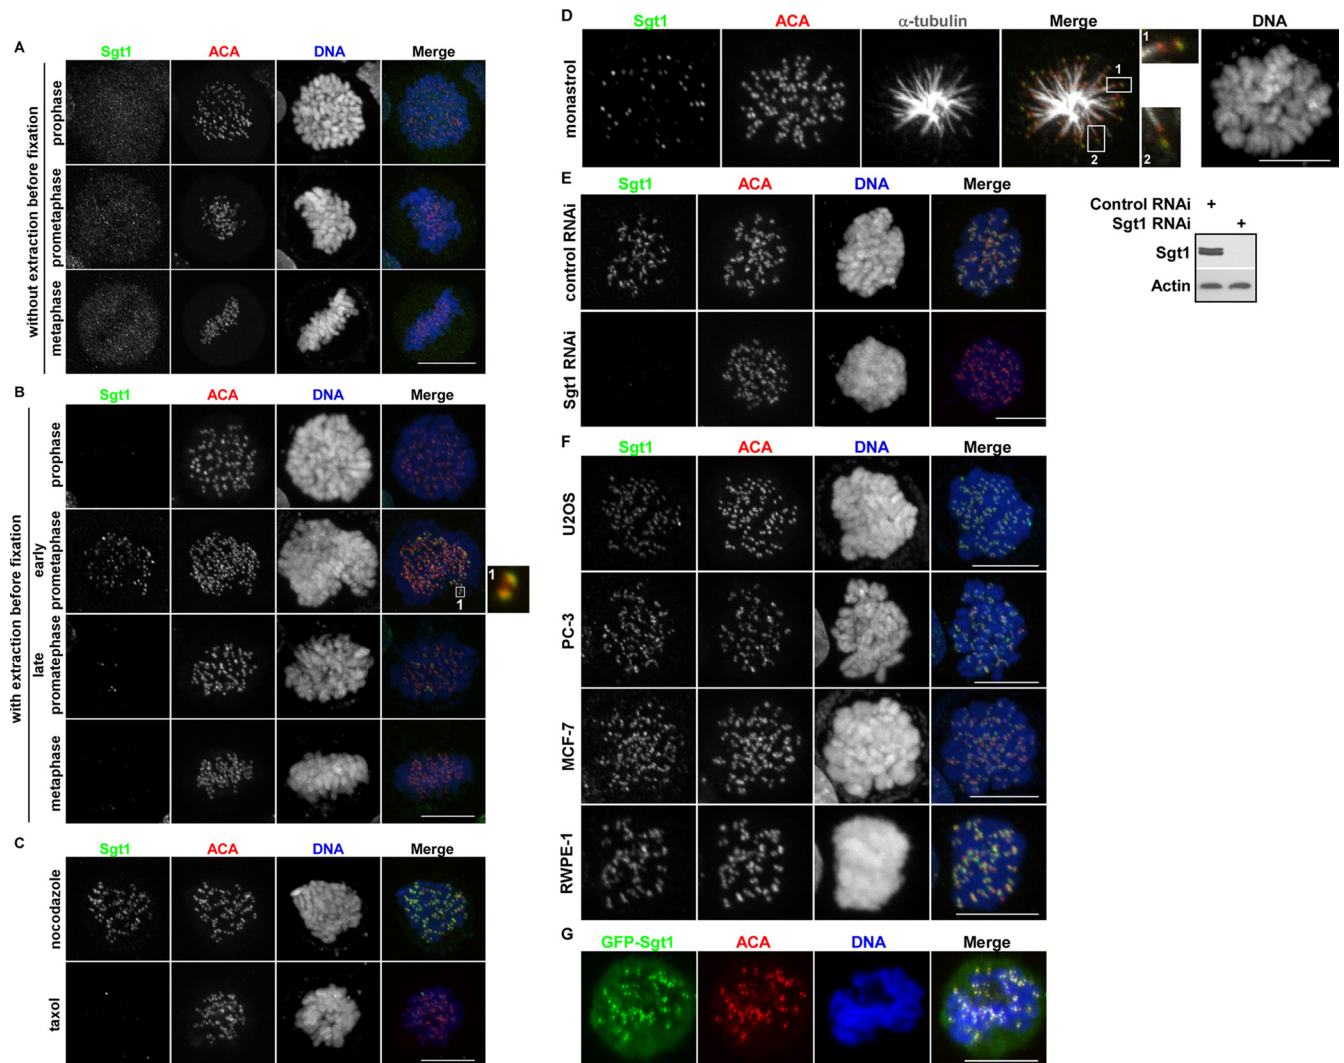 A
Sgt1 ACA DNA Merge
without extraction before fixation
prophase
prometaphase
metaphase
B
Sgt1 ACA DNA Merge
with extraction before fixation
prophase
early
prometaphase
1
1
late
promatephase
metaphase
C
Sgt1 ACA DNA Merge
nocodazole
taxol
D
Sgt1 ACA α-tubulin Merge DNA
monastrol
1
2
1
2
E
Sgt1 ACA DNA Merge
control RNAi
Sgt1 RNAi
Control RNAi +
Sgt1 RNAi +
Sgt1
Actin
F
Sgt1 ACA DNA Merge
U2OS
PC-3
MCF-7
RWPE-1
G
GFP-Sgt1 ACA DNA Merge